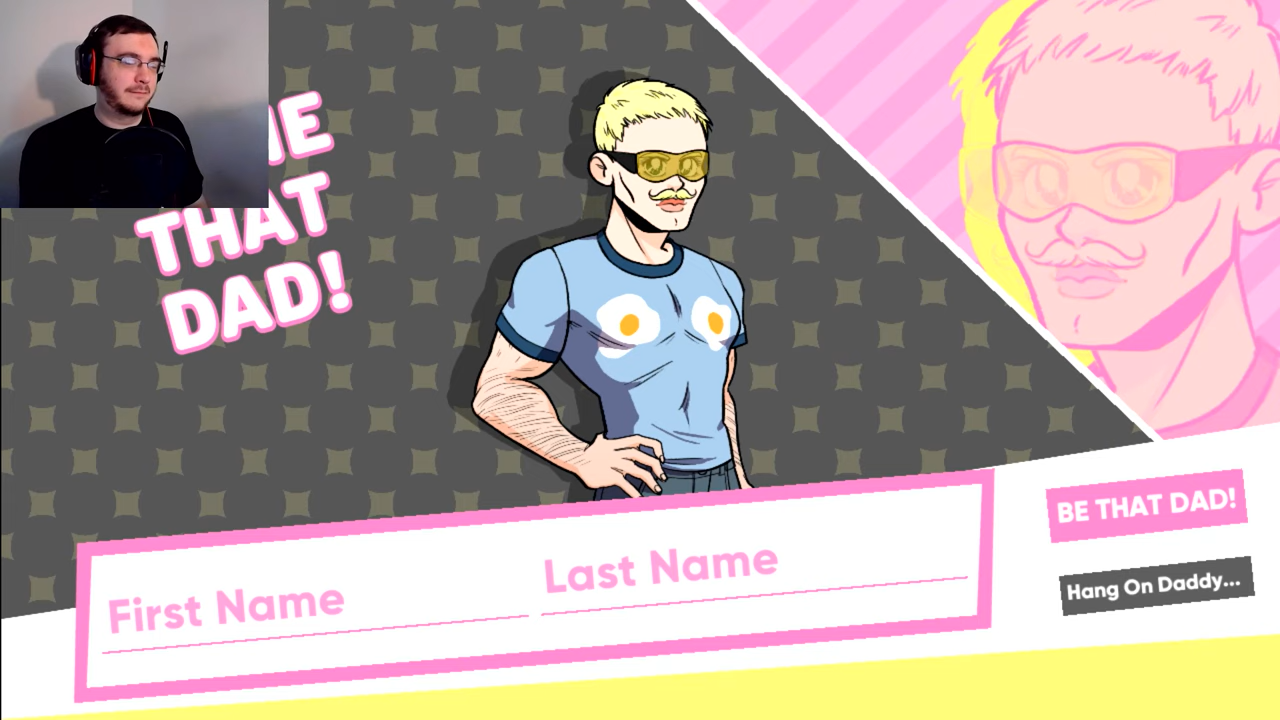 THAT
DAD!
First Name
Last Name
BE THAT DAD!
Hang On Daddy...